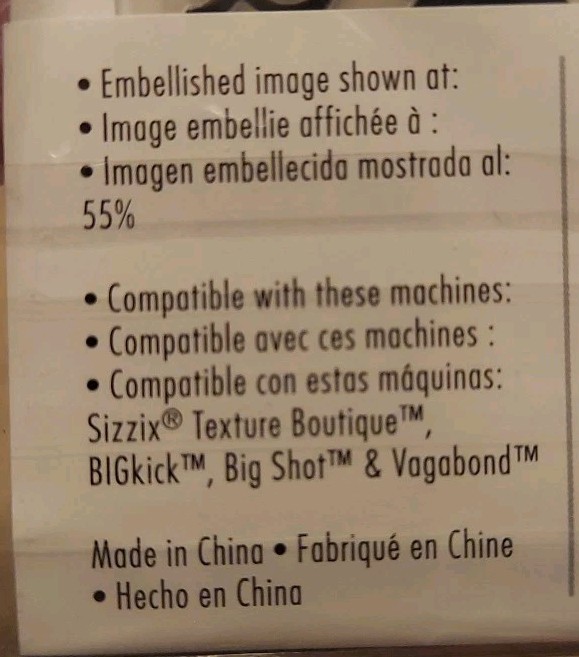 • Embellished image shown at:
• Image embellie affichée à :
• Imagen embellecida mostrada al:
55%
• Compatible with these machines:
• Compatible avec ces machines :
• Compatible con estas máquinas:
Sizzix® Texture Boutique™,
BIGkick™, Big Shot™ & Vagabond™
Made in China • Fabriqué en Chine
• Hecho en China